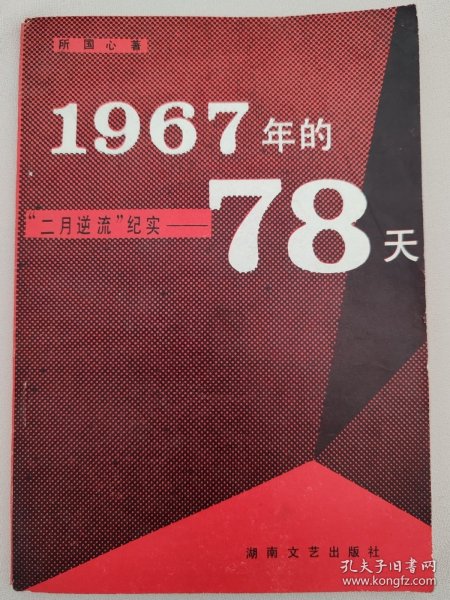 所国心著
1967年的
78天
“二月逆流”纪实——
湖南文艺出版社
孔夫子旧书网
www.kongfz.com